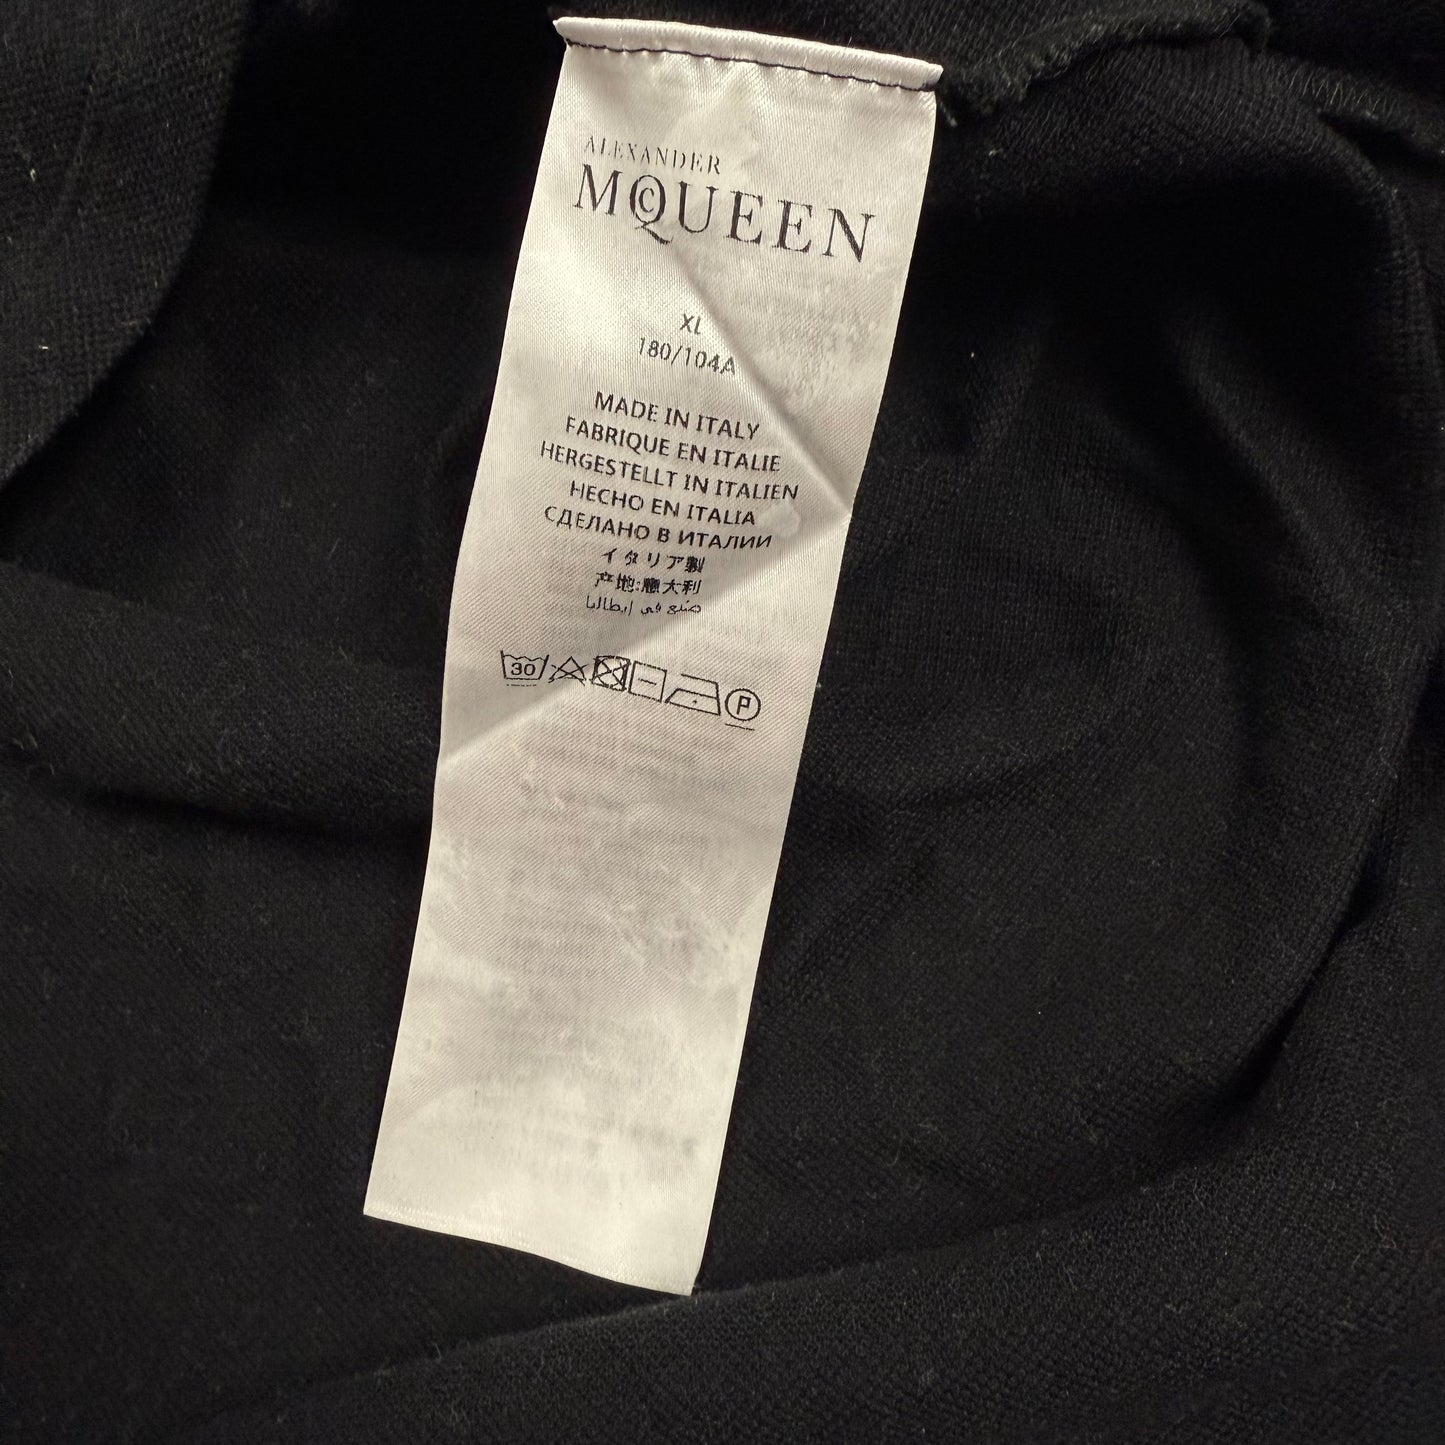 ALEXANDER
MCQUEEN
XL
180/104A
MADE IN ITALY
FABRIQUE EN ITALIE
HERGESTELLT IN ITALIEN
HECHO EN ITALIA
СДЕЛАНО В ИТАЛИИ
イタリア製
产地:意大利
صنع في إيطاليا
30 P